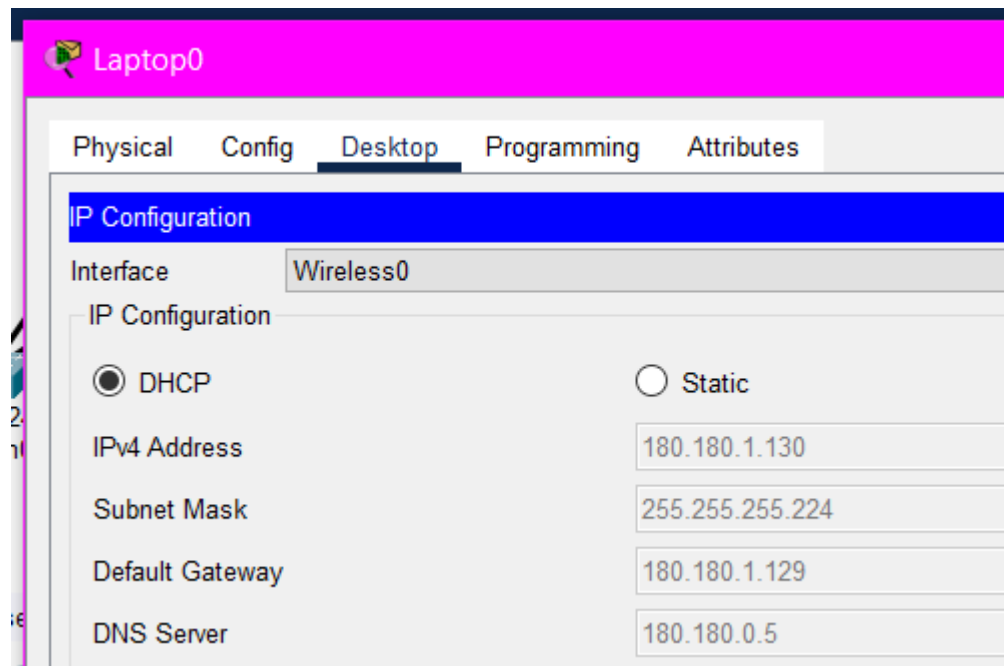 Laptop0
Physical Config Desktop Programming Attributes
IP Configuration
Interface Wireless0
IP Configuration
DHCP Static
IPv4 Address 180.180.1.130
Subnet Mask 255.255.255.224
Default Gateway 180.180.1.129
DNS Server 180.180.0.5